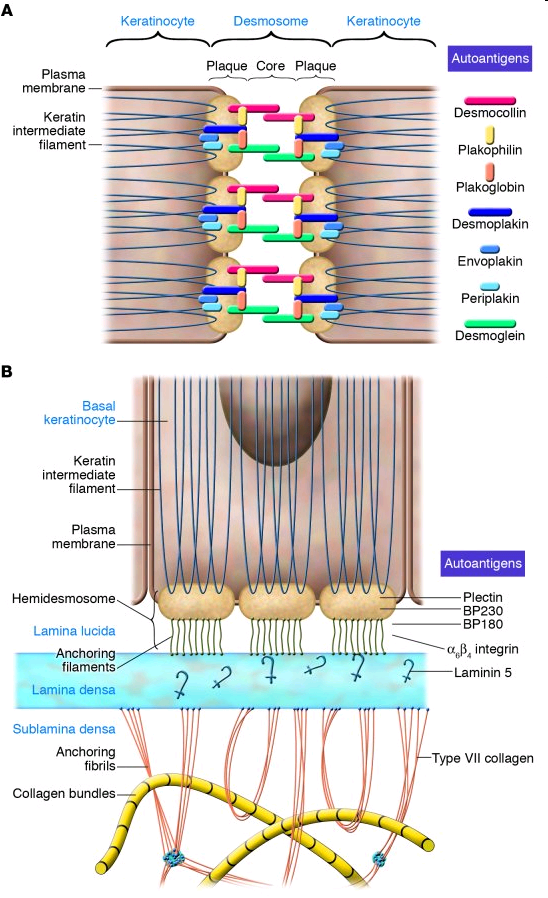 A
Keratinocyte
Desmosome
Keratinocyte
Plaque
Core
Plaque
Autoantigens
Plasma
membrane
Keratin
intermediate
filament
Desmocollin
Plakophilin
Plakoglobin
Desmoplakin
Envoplakin
Periplakin
Desmoglein
B
Basal
keratinocyte
Keratin
intermediate
filament
Plasma
membrane
Autoantigens
Hemidesmosome
Plectin
BP230
BP180
Lamina lucida
α6β4 integrin
Anchoring
filaments
Laminin 5
Lamina densa
Sublamina densa
Anchoring
fibrils
Type VII collagen
Collagen bundles